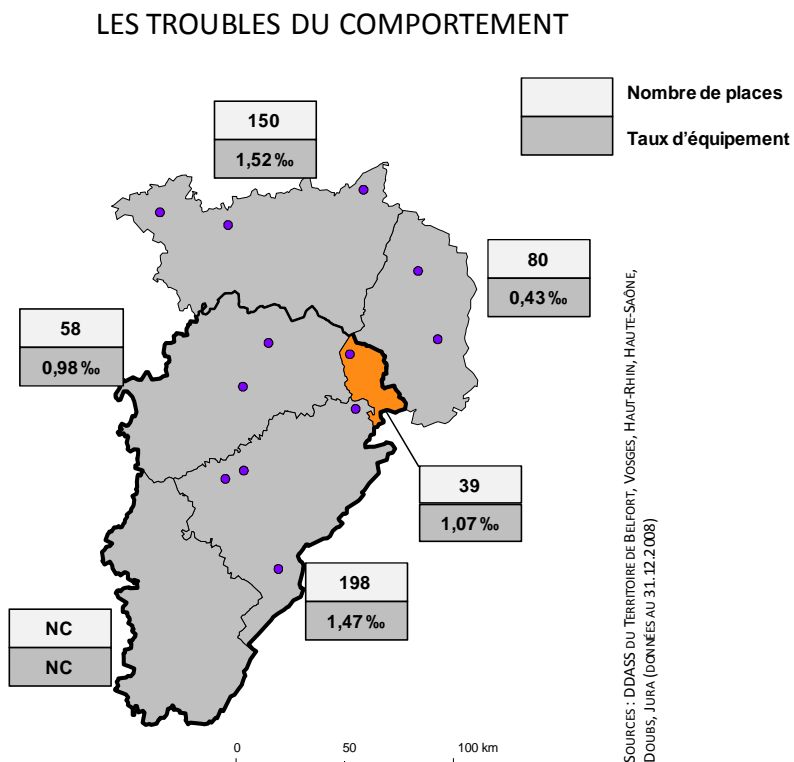 LES TROUBLES DU COMPORTEMENT
Nombre de places
Taux d'équipement
150
1,52 ‰
80
0,43 ‰
58
0,98 ‰
39
1,07 ‰
198
1,47 ‰
NC
NC
0 50 100 km
SOURCES : DDASS DU TERRITOIRE DE BELFORT, VOSGES, HAUT-RHIN, HAUTE-SAÔNE,
DOUBS, JURA (DONNÉES AU 31.12.2008)